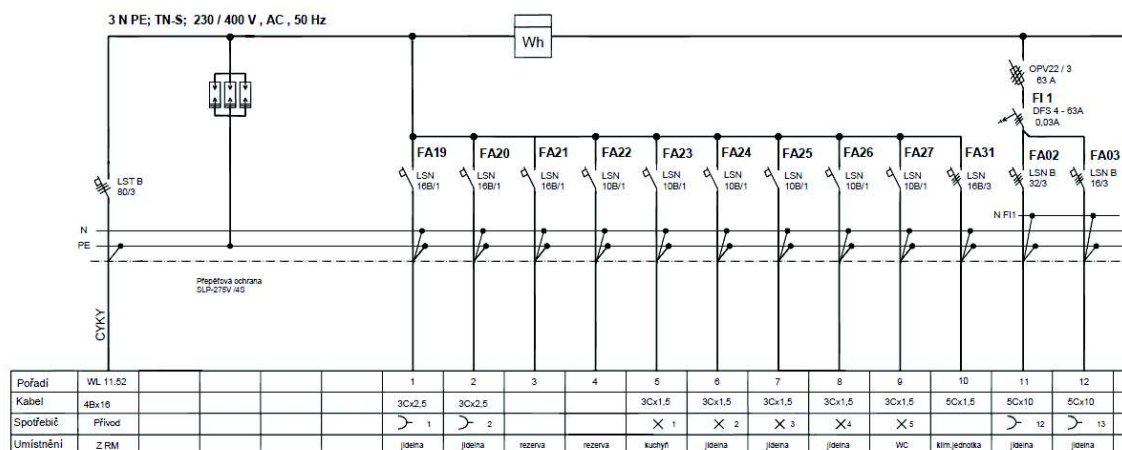 3 N PE; TN-S; 230 / 400 V , AC , 50 Hz
Wh
OPV22 / 3
63 A
FI 1
DFS 4 - 63A
0,03A
FA19 FA20 FA21 FA22 FA23 FA24 FA25 FA26 FA27 FA31 FA02 FA03
LST B
80/3
LSN
16B/1
LSN
16B/1
LSN
16B/1
LSN
10B/1
LSN
10B/1
LSN
10B/1
LSN
10B/1
LSN
10B/1
LSN
10B/1
LSN
16B/3
LSN B
32/3
LSN B
16/3
N FI1
N
PE
Přepěťová ochrana
SLP-275V /4S
CYKY
Pořadí WL 11.52 1 2 3 4 5 6 7 8 9 10 11 12
Kabel 4Bx16 3Cx2,5 3Cx2,5 3Cx1,5 3Cx1,5 3Cx1,5 3Cx1,5 3Cx1,5 5Cx1,5 5Cx10 5Cx10
Spotřebič Přívod 1 2 1 2 3 4 5 12 13
Umístnění Z RM jídelna jídelna rezerva rezerva kuchyň jídelna jídelna jídelna WC klim.jednotka jídelna jídelna